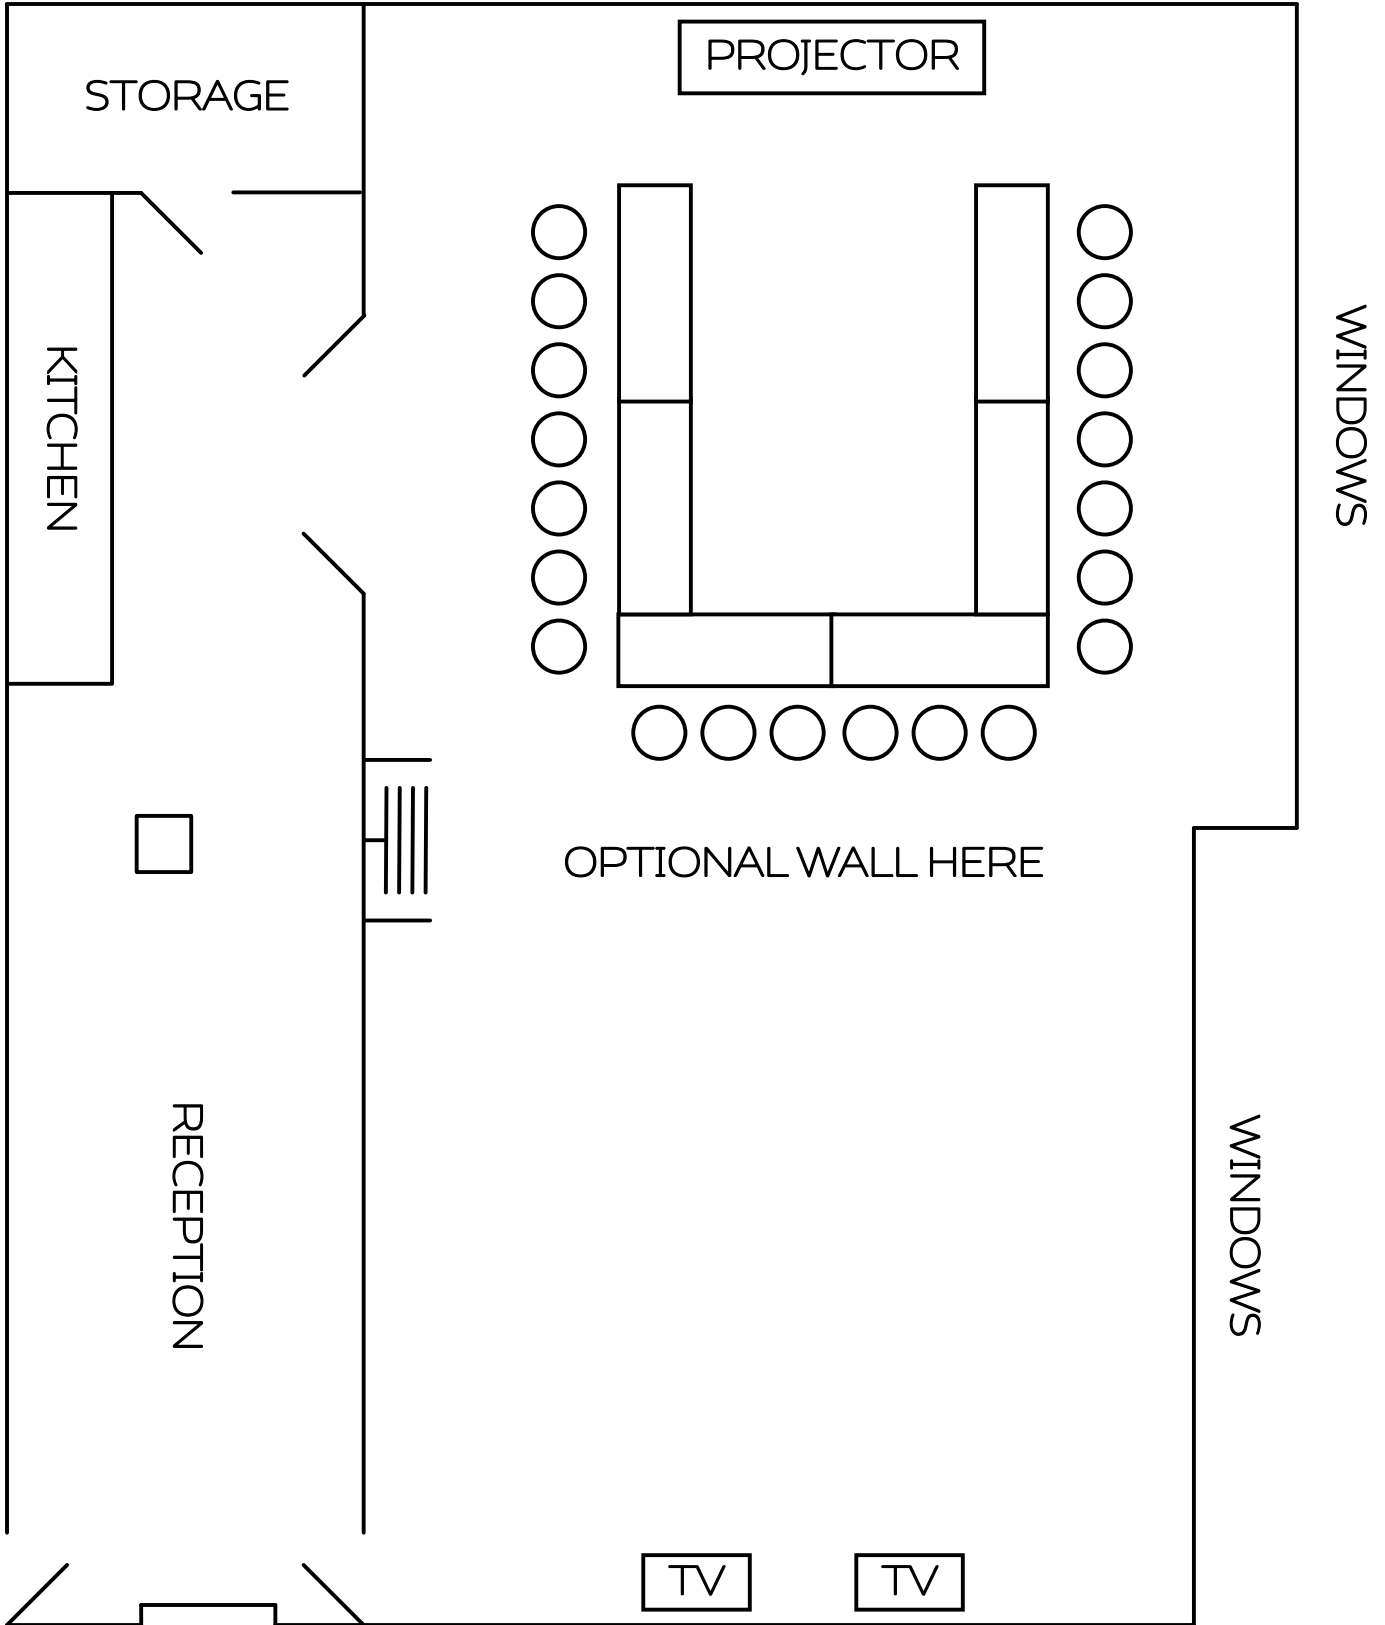 PROJECTOR
STORAGE
WINDOWS
KITCHEN
OPTIONAL WALL HERE
RECEPTION
WINDOWS
TV
TV